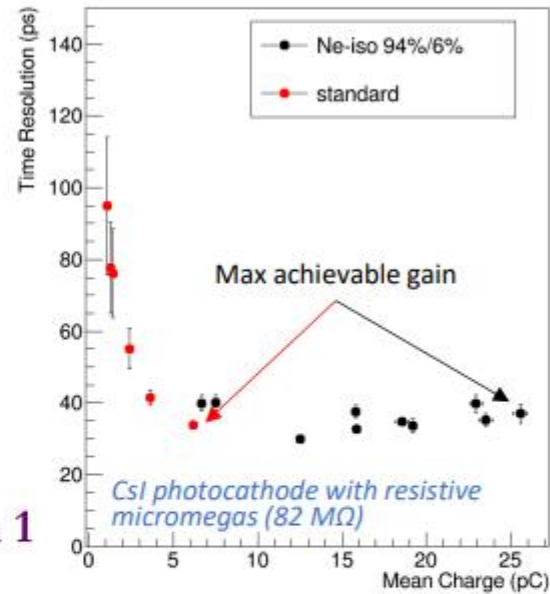 Time Resolution (ps)
140
120
100
80
60
40
20
0
Ne-iso 94%/6%
standard
Max achievable gain
CsI photocathode with resistive
micromegas (82 MΩ)
1
0 5 10 15 20 25
Mean Charge (pC)